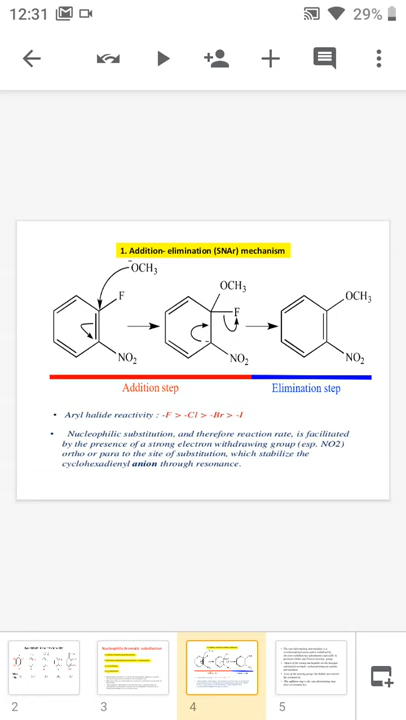 12:31
29%
1. Addition- elimination (SNAr) mechanism
-
OCH3
F
NO2
OCH3
F
-
NO2
OCH3
NO2
Addition step
Elimination step
• Aryl halide reactivity : -F > -Cl > -Br > -I
• Nucleophilic substitution, and therefore reaction rate, is facilitated
by the presence of a strong electron withdrawing group (esp. NO2)
ortho or para to the site of substitution, which stabilize the
cyclohexadienyl anion through resonance.
2
3
4
5